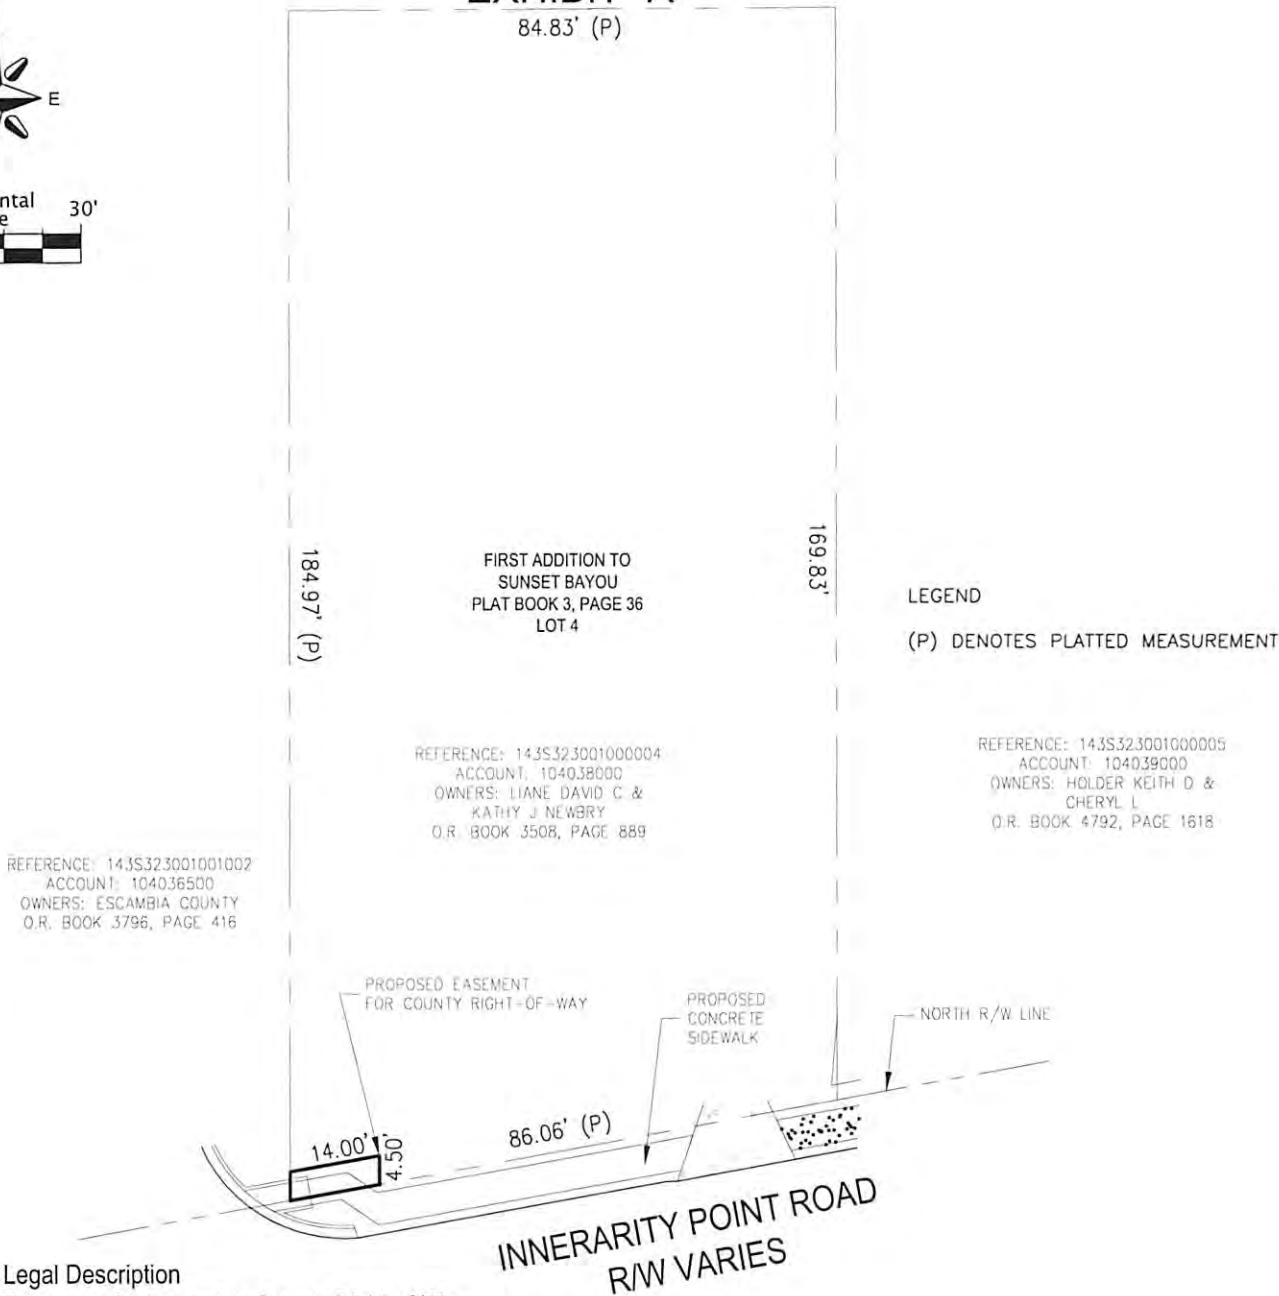 84.83' (P)
E
30'
184.97' (P)
FIRST ADDITION TO
SUNSET BAYOU
PLAT BOOK 3, PAGE 36
LOT 4
169.83'
LEGEND
(P) DENOTES PLATTED MEASUREMENT
REFERENCE: 143S323001000004
ACCOUNT: 104038000
OWNERS: LIANE DAVID C &
KATHY J NEWBRY
O.R. BOOK 3508, PAGE 889
REFERENCE: 143S323001000005
ACCOUNT: 104039000
OWNERS: HOLDER KEITH D &
CHERYL L
O.R. BOOK 4792, PAGE 1618
REFERENCE: 143S323001001002
ACCOUNT: 104036500
OWNERS: ESCAMBIA COUNTY
O.R. BOOK 3796, PAGE 416
PROPOSED EASEMENT
FOR COUNTY RIGHT-OF-WAY
PROPOSED
CONCRETE
SIDEWALK
NORTH R/W LINE
14.00'
4.50'
86.06' (P)
INNERARITY POINT ROAD
R/W VARIES
Legal Description